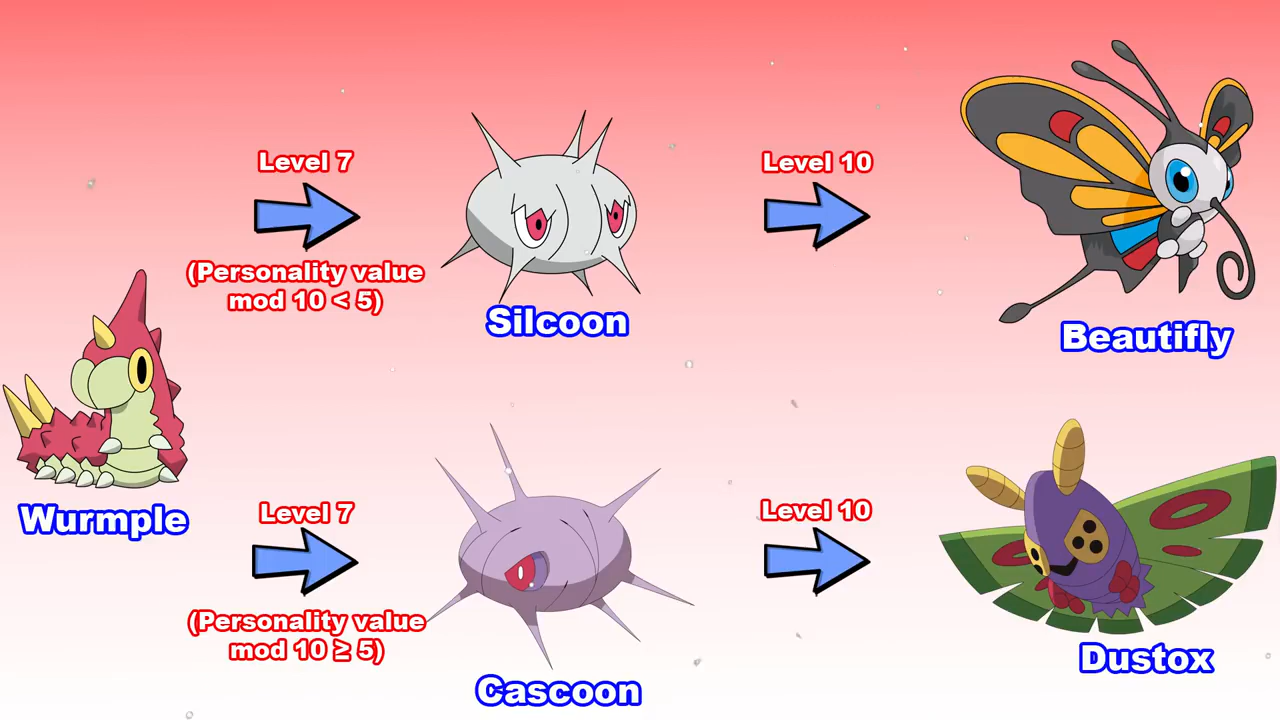 Level 7
(Personality value
mod 10 < 5)
Silcoon
Level 10
Beautifly
Wurmple
Level 7
(Personality value
mod 10 ≥ 5)
Cascoon
Level 10
Dustox